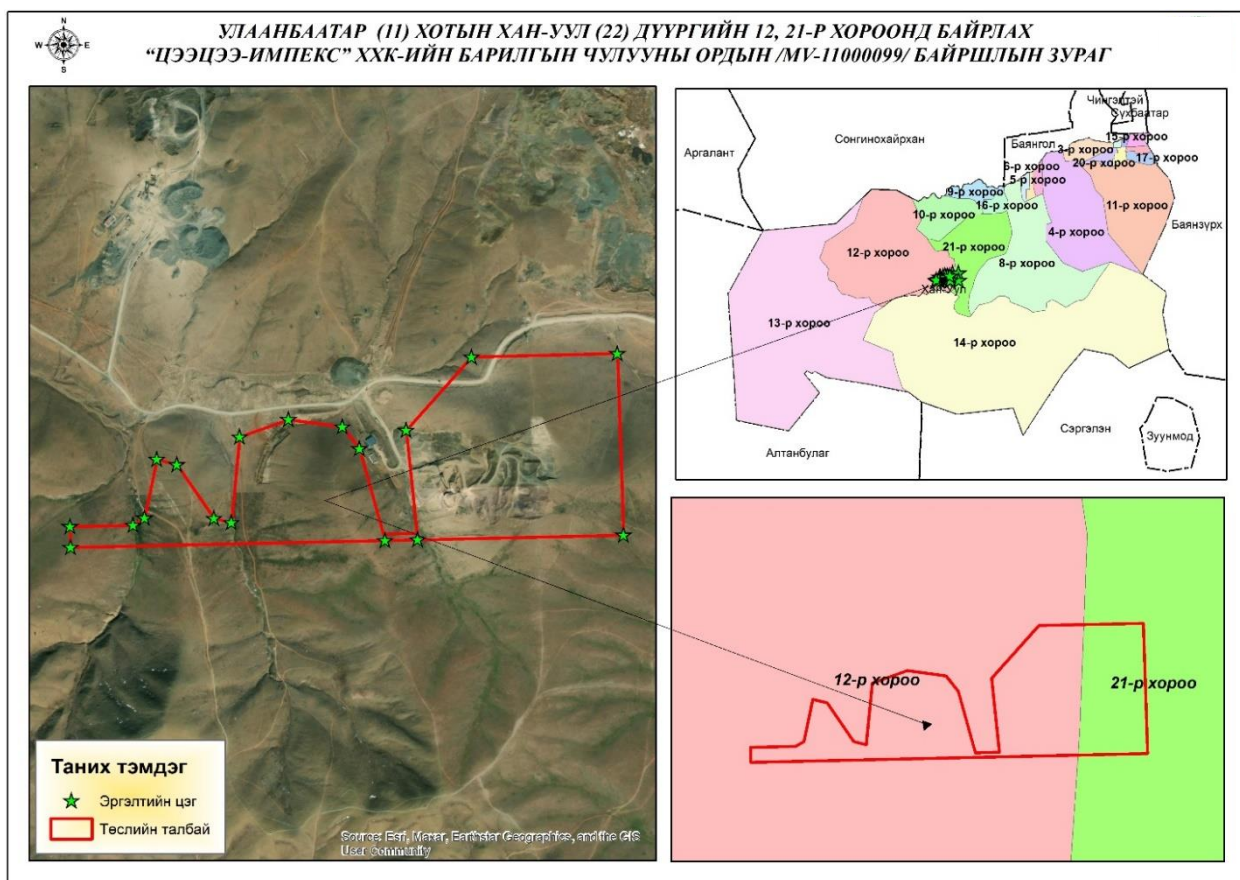 N
W E
S
УЛААНБААТАР (11) ХОТЫН ХАН-УУЛ (22) ДҮҮРГИЙН 12, 21-Р ХОРООНД БАЙРЛАХ
“ЦЭЭЦЭЭ-ИМПЕКС” ХХК-ИЙН БАРИЛГЫН ЧУЛУУНЫ ОРДЫН /MV-11000099/ БАЙРШЛЫН ЗУРАГ
Таних тэмдэг
Эргэлтийн цэг
Төслийн талбай
Source: Esri, Maxar, Earthstar Geographics, and the GIS
User Community
Чингэлтэй
Сүхбаатар
Сонгинохайрхан
Баянгол
15-р хороо
Аргалант
3-р хороо
17-р хороо
6-р хороо
20-р хороо
5-р хороо
9-р хороо
16-р хороо
11-р хороо
10-р хороо
Баянзүрх
4-р хороо
12-р хороо
21-р хороо
8-р хороо
Хан-Уул
13-р хороо
14-р хороо
Сэргэлэн
Зуунмод
Алтанбулаг
12-р хороо
21-р хороо